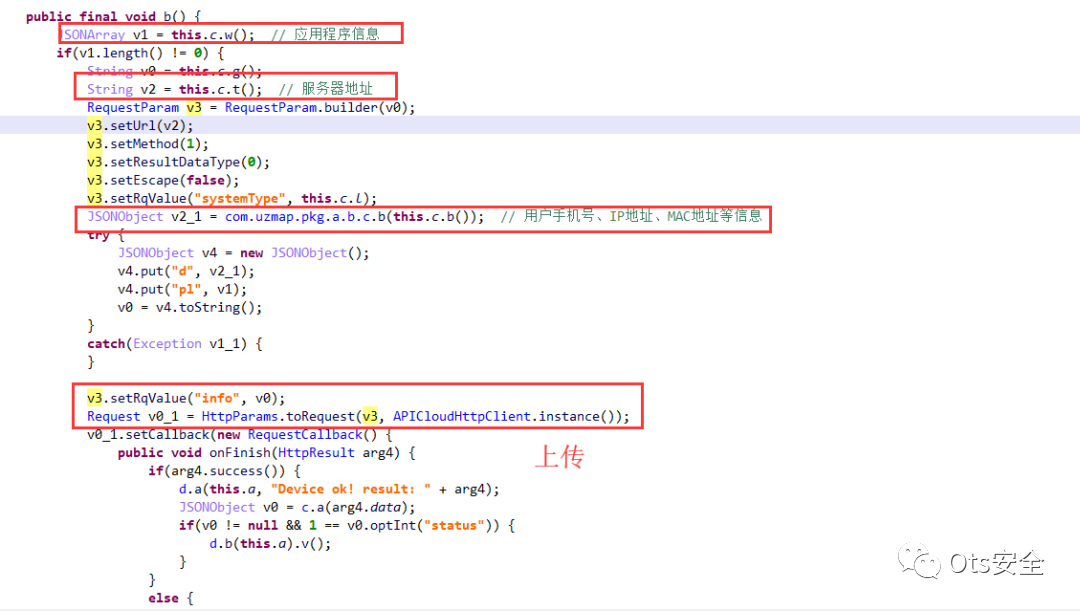 public final void b() {
JSONArray v1 = this.c.w();  // 应用程序信息
if(v1.length() != 0) {
String v0 = this.c.g();
String v2 = this.c.t();  // 服务器地址
RequestParam v3 = RequestParam.builder(v0);
v3.setUrl(v2);
v3.setMethod(1);
v3.setResultDataType(0);
v3.setEscape(false);
v3.setRqValue("systemType", this.c.l);
JSONObject v2_1 = com.uzmap.pkg.a.b.c.b(this.c.b());  // 用户手机号、IP地址、MAC地址等信息
try {
JSONObject v4 = new JSONObject();
v4.put("d", v2_1);
v4.put("pl", v1);
v0 = v4.toString();
}
catch(Exception v1_1) {
}
v3.setRqValue("info", v0);
Request v0_1 = HttpParams.toRequest(v3, APICloudHttpClient.instance());
v0_1.setCallback(new RequestCallback() {
public void onFinish(HttpResult arg4) {
上传
if(arg4.success()) {
d.a(this.a, "Device ok! result: " + arg4);
JSONObject v0 = c.a(arg4.data);
if(v0 != null && 1 == v0.optInt("status")) {
d.b(this.a).v();
}
}
else {
Ots安全